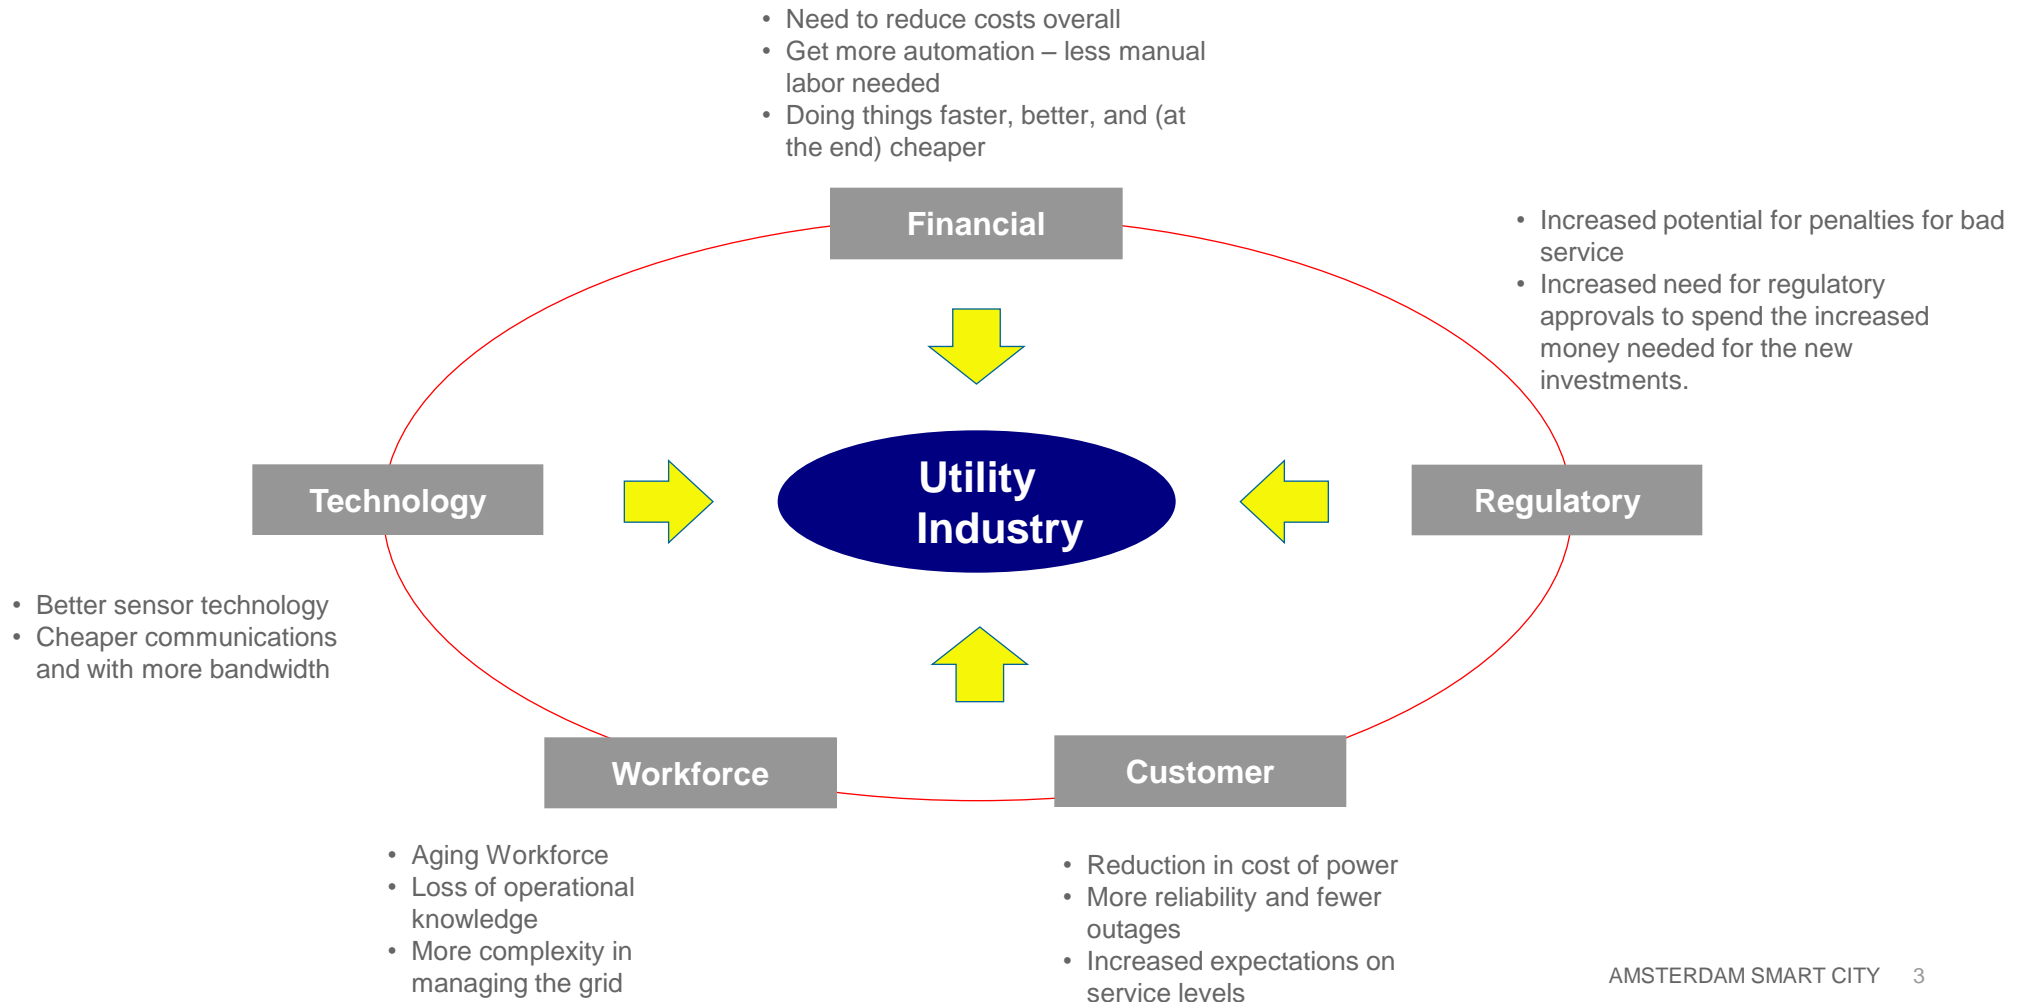 • Need to reduce costs overall
• Get more automation – less manual
labor needed
• Doing things faster, better, and (at
the end) cheaper
Financial
• Increased potential for penalties for bad
service
• Increased need for regulatory
approvals to spend the increased
money needed for the new
investments.
Technology
Utility
Industry
Regulatory
• Better sensor technology
• Cheaper communications
and with more bandwidth
Workforce
Customer
• Aging Workforce
• Loss of operational
knowledge
• More complexity in
managing the grid
• Reduction in cost of power
• More reliability and fewer
outages
• Increased expectations on
service levels
AMSTERDAM SMART CITY 3